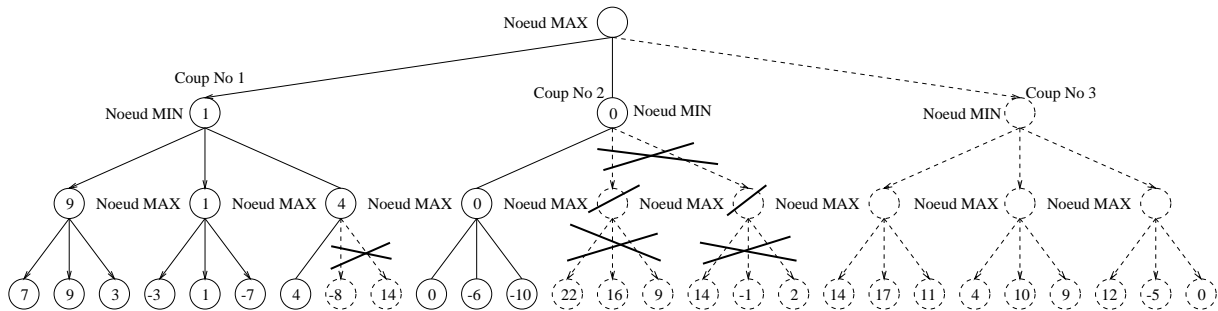 Noeud MAX
Coup No 1
Coup No 2
Coup No 3
Noeud MIN 1
0 Noeud MIN
Noeud MIN
9 Noeud MAX 1 Noeud MAX 4 Noeud MAX 0 Noeud MAX Noeud MAX Noeud MAX Noeud MAX Noeud MAX
7 9 3 -3 1 -7 4 -8 14 0 -6 -10 22 16 9 14 -1 2 14 17 11 4 10 9 12 -5 0